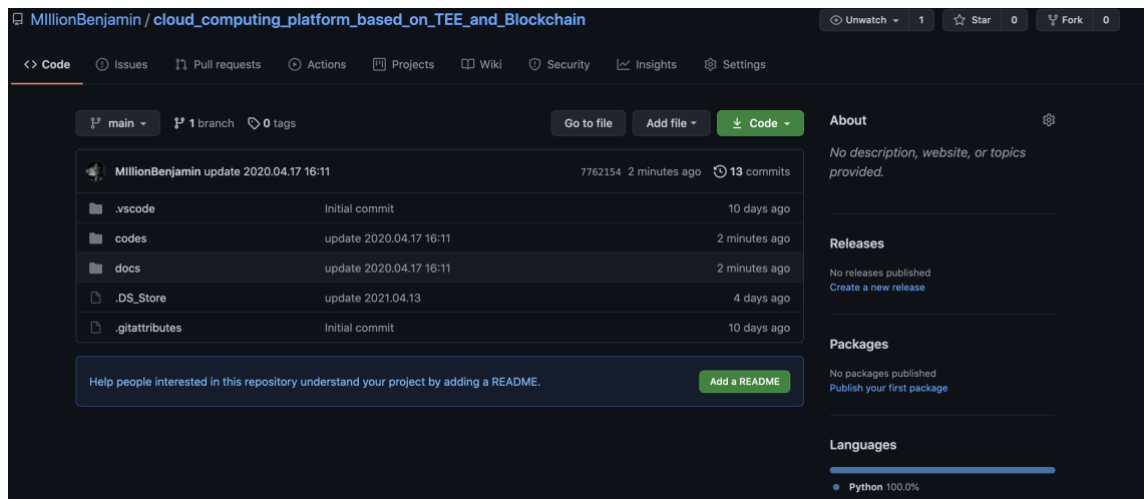 MIllionBenjamin / cloud_computing_platform_based_on_TEE_and_Blockchain
Unwatch 1 Star 0 Fork 0
<> Code Issues Pull requests Actions Projects Wiki Security Insights Settings
main 1 branch 0 tags Go to file Add file Code
MIllionBenjamin update 2020.04.17 16:11 7762154 2 minutes ago 13 commits
.vscode Initial commit 10 days ago
codes update 2020.04.17 16:11 2 minutes ago
docs update 2020.04.17 16:11 2 minutes ago
.DS_Store update 2021.04.13 4 days ago
.gitattributes Initial commit 10 days ago
Help people interested in this repository understand your project by adding a README. Add a README
About
No description, website, or topics
provided.
Releases
No releases published
Create a new release
Packages
No packages published
Publish your first package
Languages
Python 100.0%